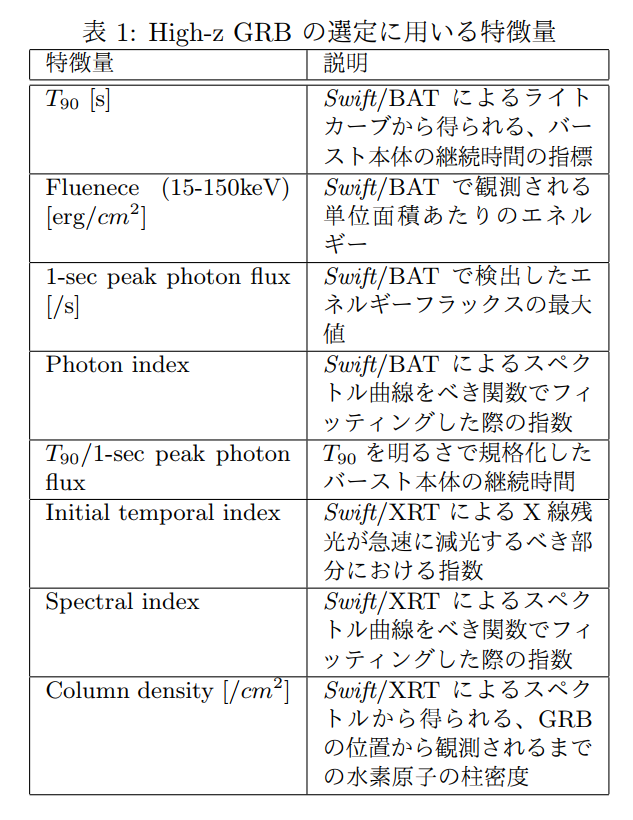 表 1: High-z GRB の選定に用いる特徴量
特徴量
説明
T90 [s]
Swift/BAT によるライト
カーブから得られる、バー
スト本体の継続時間の指標
Fluenece (15-150keV)
[erg/cm²]
Swift/BAT で観測される
単位面積あたりのエネル
ギー
1-sec peak photon flux
[/s]
Swift/BAT で検出したエ
ネルギーフラックスの最大
値
Photon index
Swift/BAT によるスペク
トル曲線をべき関数でフィ
ッティングした際の指数
T90/1-sec peak photon
flux
T90 を明るさで規格化した
バースト本体の継続時間
Initial temporal index
Swift/XRT による X 線残
光が急速に減光するべき部
分における指数
Spectral index
Swift/XRT によるスペク
トル曲線をべき関数でフィ
ッティングした際の指数
Column density [/cm²]
Swift/XRT によるスペク
トルから得られる、GRB
の位置から観測されるまで
の水素原子の柱密度